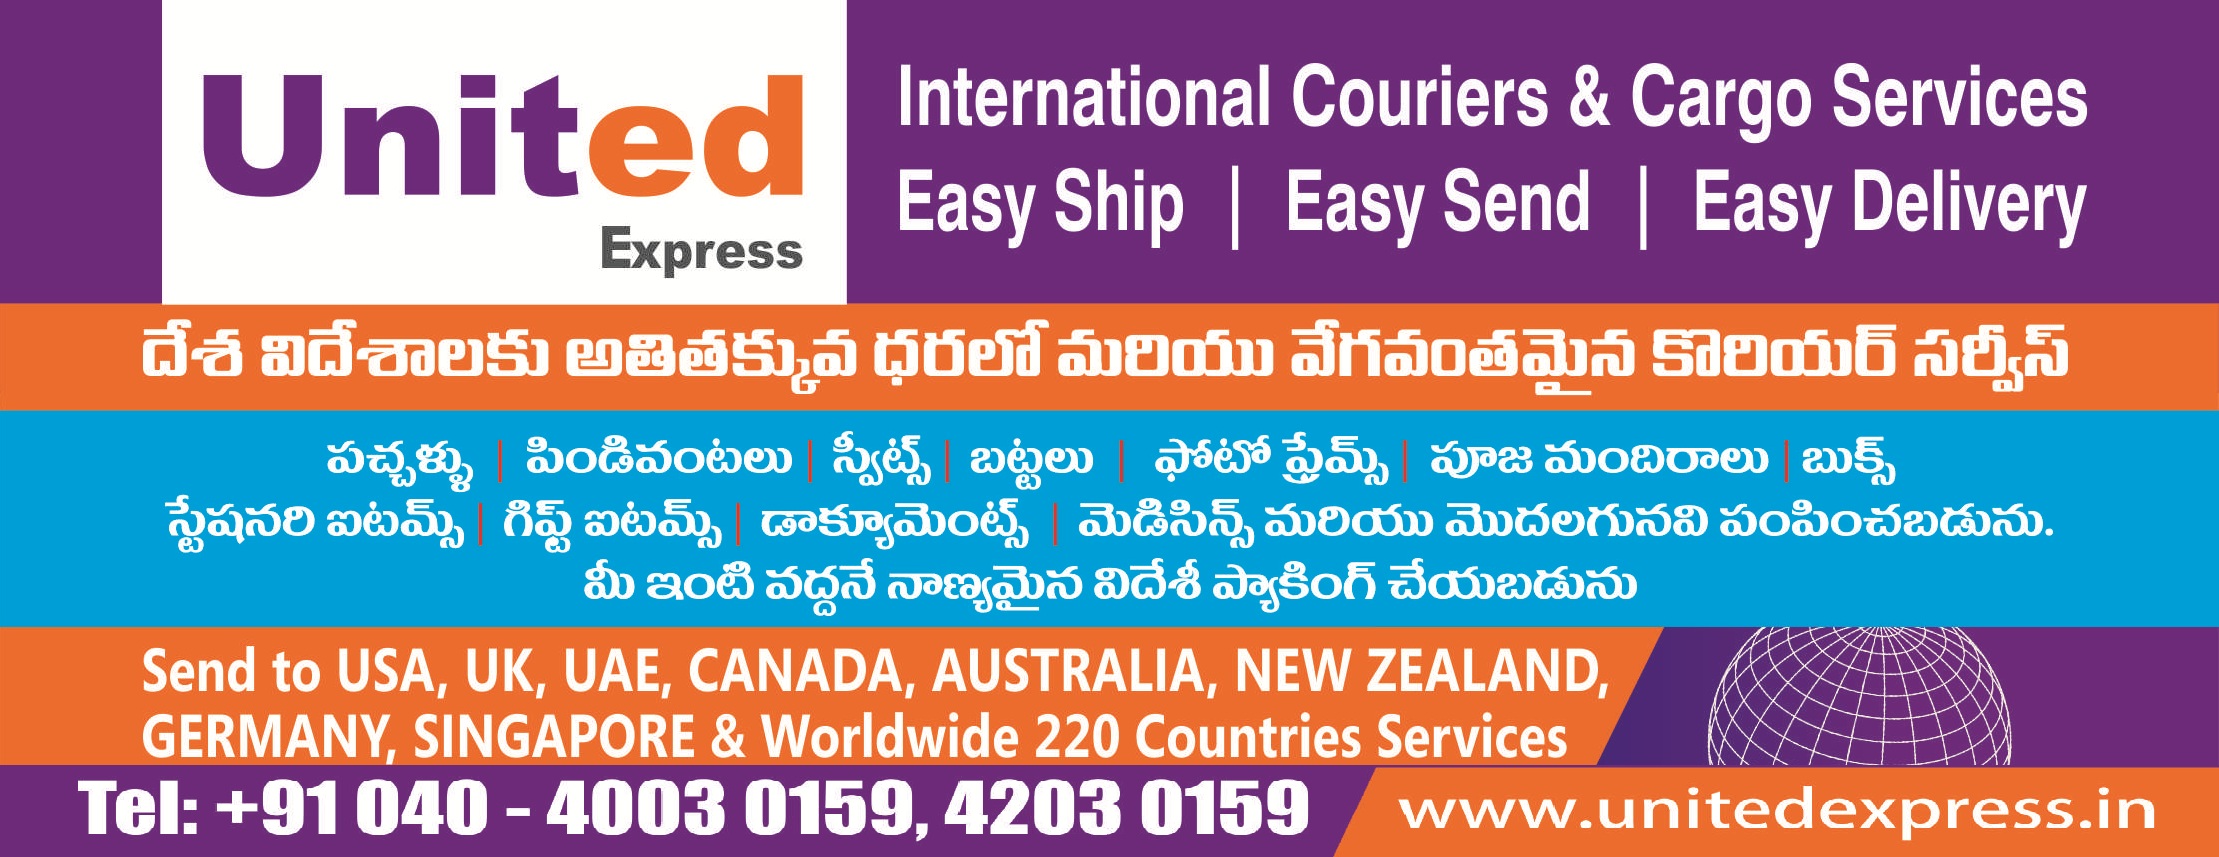 United
Express
International Couriers & Cargo Services
Easy Ship | Easy Send | Easy Delivery
దేశ విదేశాలకు అతితక్కువ ధరలో మరియు వేగవంతమైన కొరియర్ సర్వీస్
పచ్చళ్ళు | పిండివంటలు | స్వీట్స్ | బట్టలు | ఫోటో ఫ్రేమ్స్ | పూజ మందిరాలు | బుక్స్
స్టేషనరి ఐటమ్స్ | గిఫ్ట్ ఐటమ్స్ | డాక్యూమెంట్స్ | మెడిసిన్స్ మరియు మొదలగునవి పంపించబడును.
మీ ఇంటి వద్దనే నాణ్యమైన విదేశీ ప్యాకింగ్ చేయబడును
Send to USA, UK, UAE, CANADA, AUSTRALIA, NEW ZEALAND,
GERMANY, SINGAPORE & Worldwide 220 Countries Services
Tel: +91 040 - 4003 0159, 4203 0159
www.unitedexpress.in